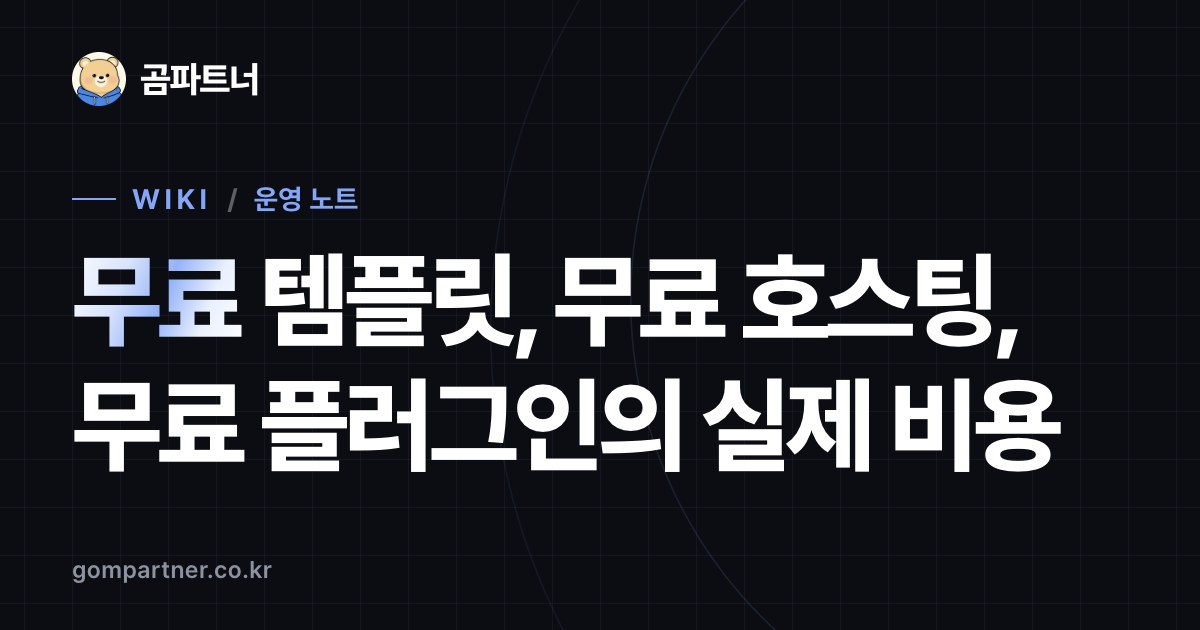 곰파트너
WIKI / 운영 노트
무료 템플릿, 무료 호스팅,
무료 플러그인의 실제 비용
gompartner.co.kr